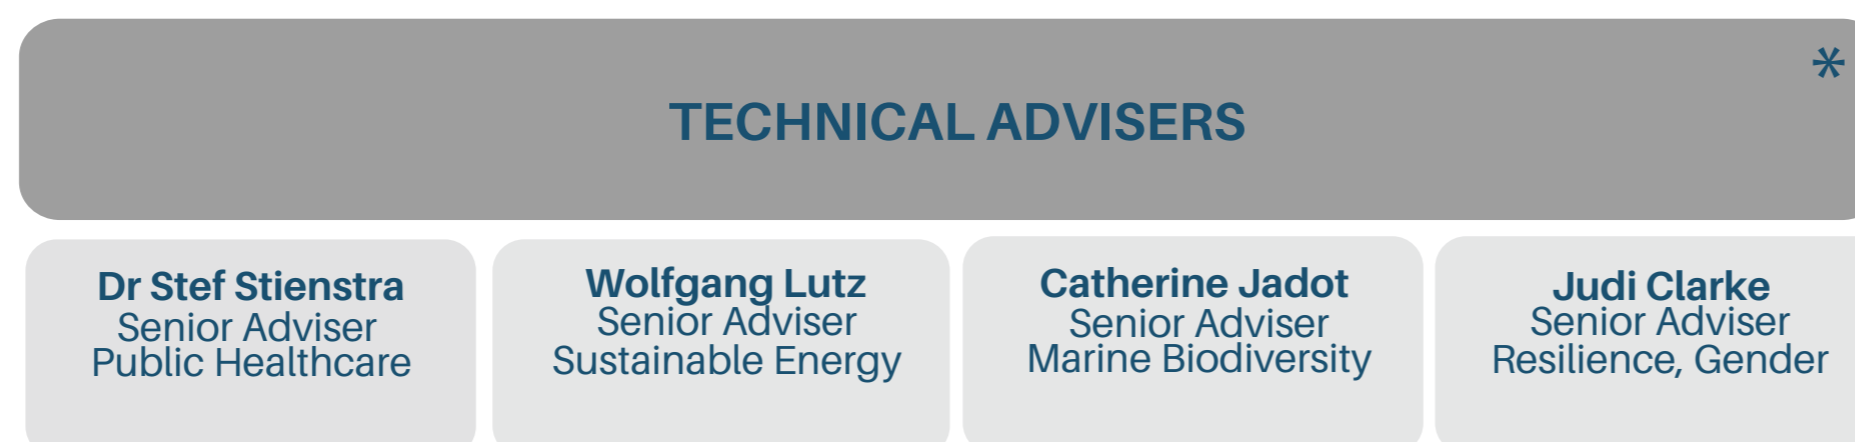 *
TECHNICAL ADVISERS
Dr Stef Stienstra
Senior Adviser
Public Healthcare
Wolfgang Lutz
Senior Adviser
Sustainable Energy
Catherine Jadot
Senior Adviser
Marine Biodiversity
Judi Clarke
Senior Adviser
Resilience, Gender